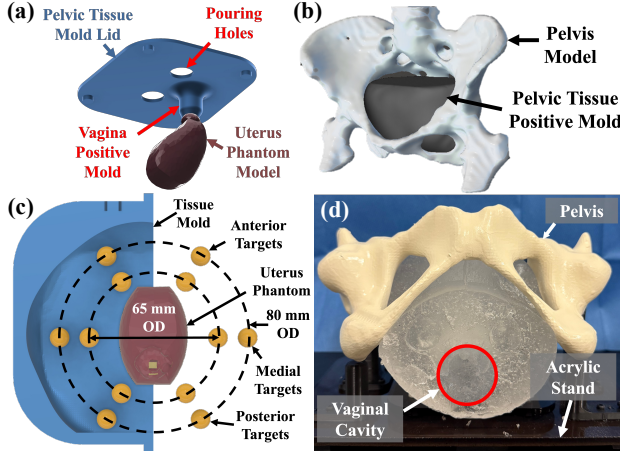 (a)
Pelvic Tissue
Mold Lid
Pouring
Holes
Vagina
Positive
Mold
Uterus
Phantom
Model
(b)
Pelvis
Model
Pelvic Tissue
Positive Mold
(c)
Tissue
Mold
Anterior
Targets
Uterus
Phantom
65 mm
OD
80 mm
OD
Medial
Targets
Posterior
Targets
(d)
Pelvis
Acrylic
Stand
Vaginal
Cavity